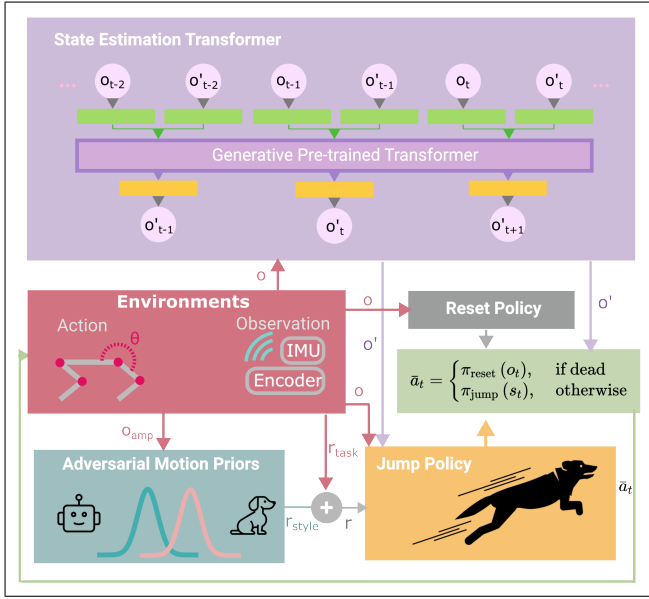 State Estimation Transformer
... o_{t-2} o'_{t-2} o_{t-1} o'_{t-1} o_t o'_t ...
Generative Pre-trained Transformer
o'_{t-1} o'_t o'_{t+1}
o
Environments
Action
θ
Observation
IMU
Encoder
o
Reset Policy
o'
o'
ā_t = { π_reset (o_t), if dead
π_jump (s_t), otherwise
o
o_amp
r_task
Adversarial Motion Priors
r_style
+
r
Jump Policy
ā_t